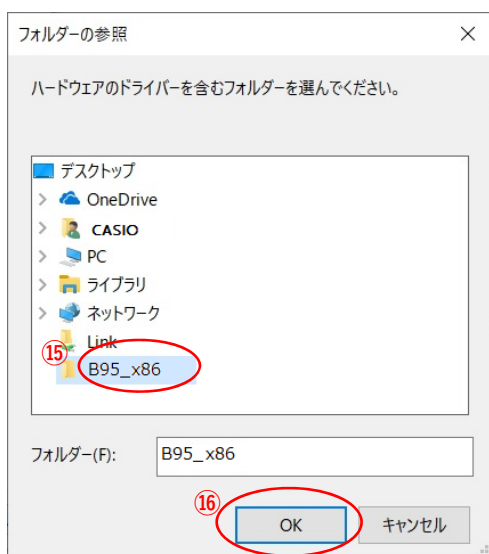 フォルダーの参照
ハードウェアのドライバーを含むフォルダーを選んでください。
デスクトップ
OneDrive
CASIO
PC
ライブラリ
ネットワーク
Link
⑮ B95_x86
フォルダー(F): B95_x86
⑯ OK キャンセル